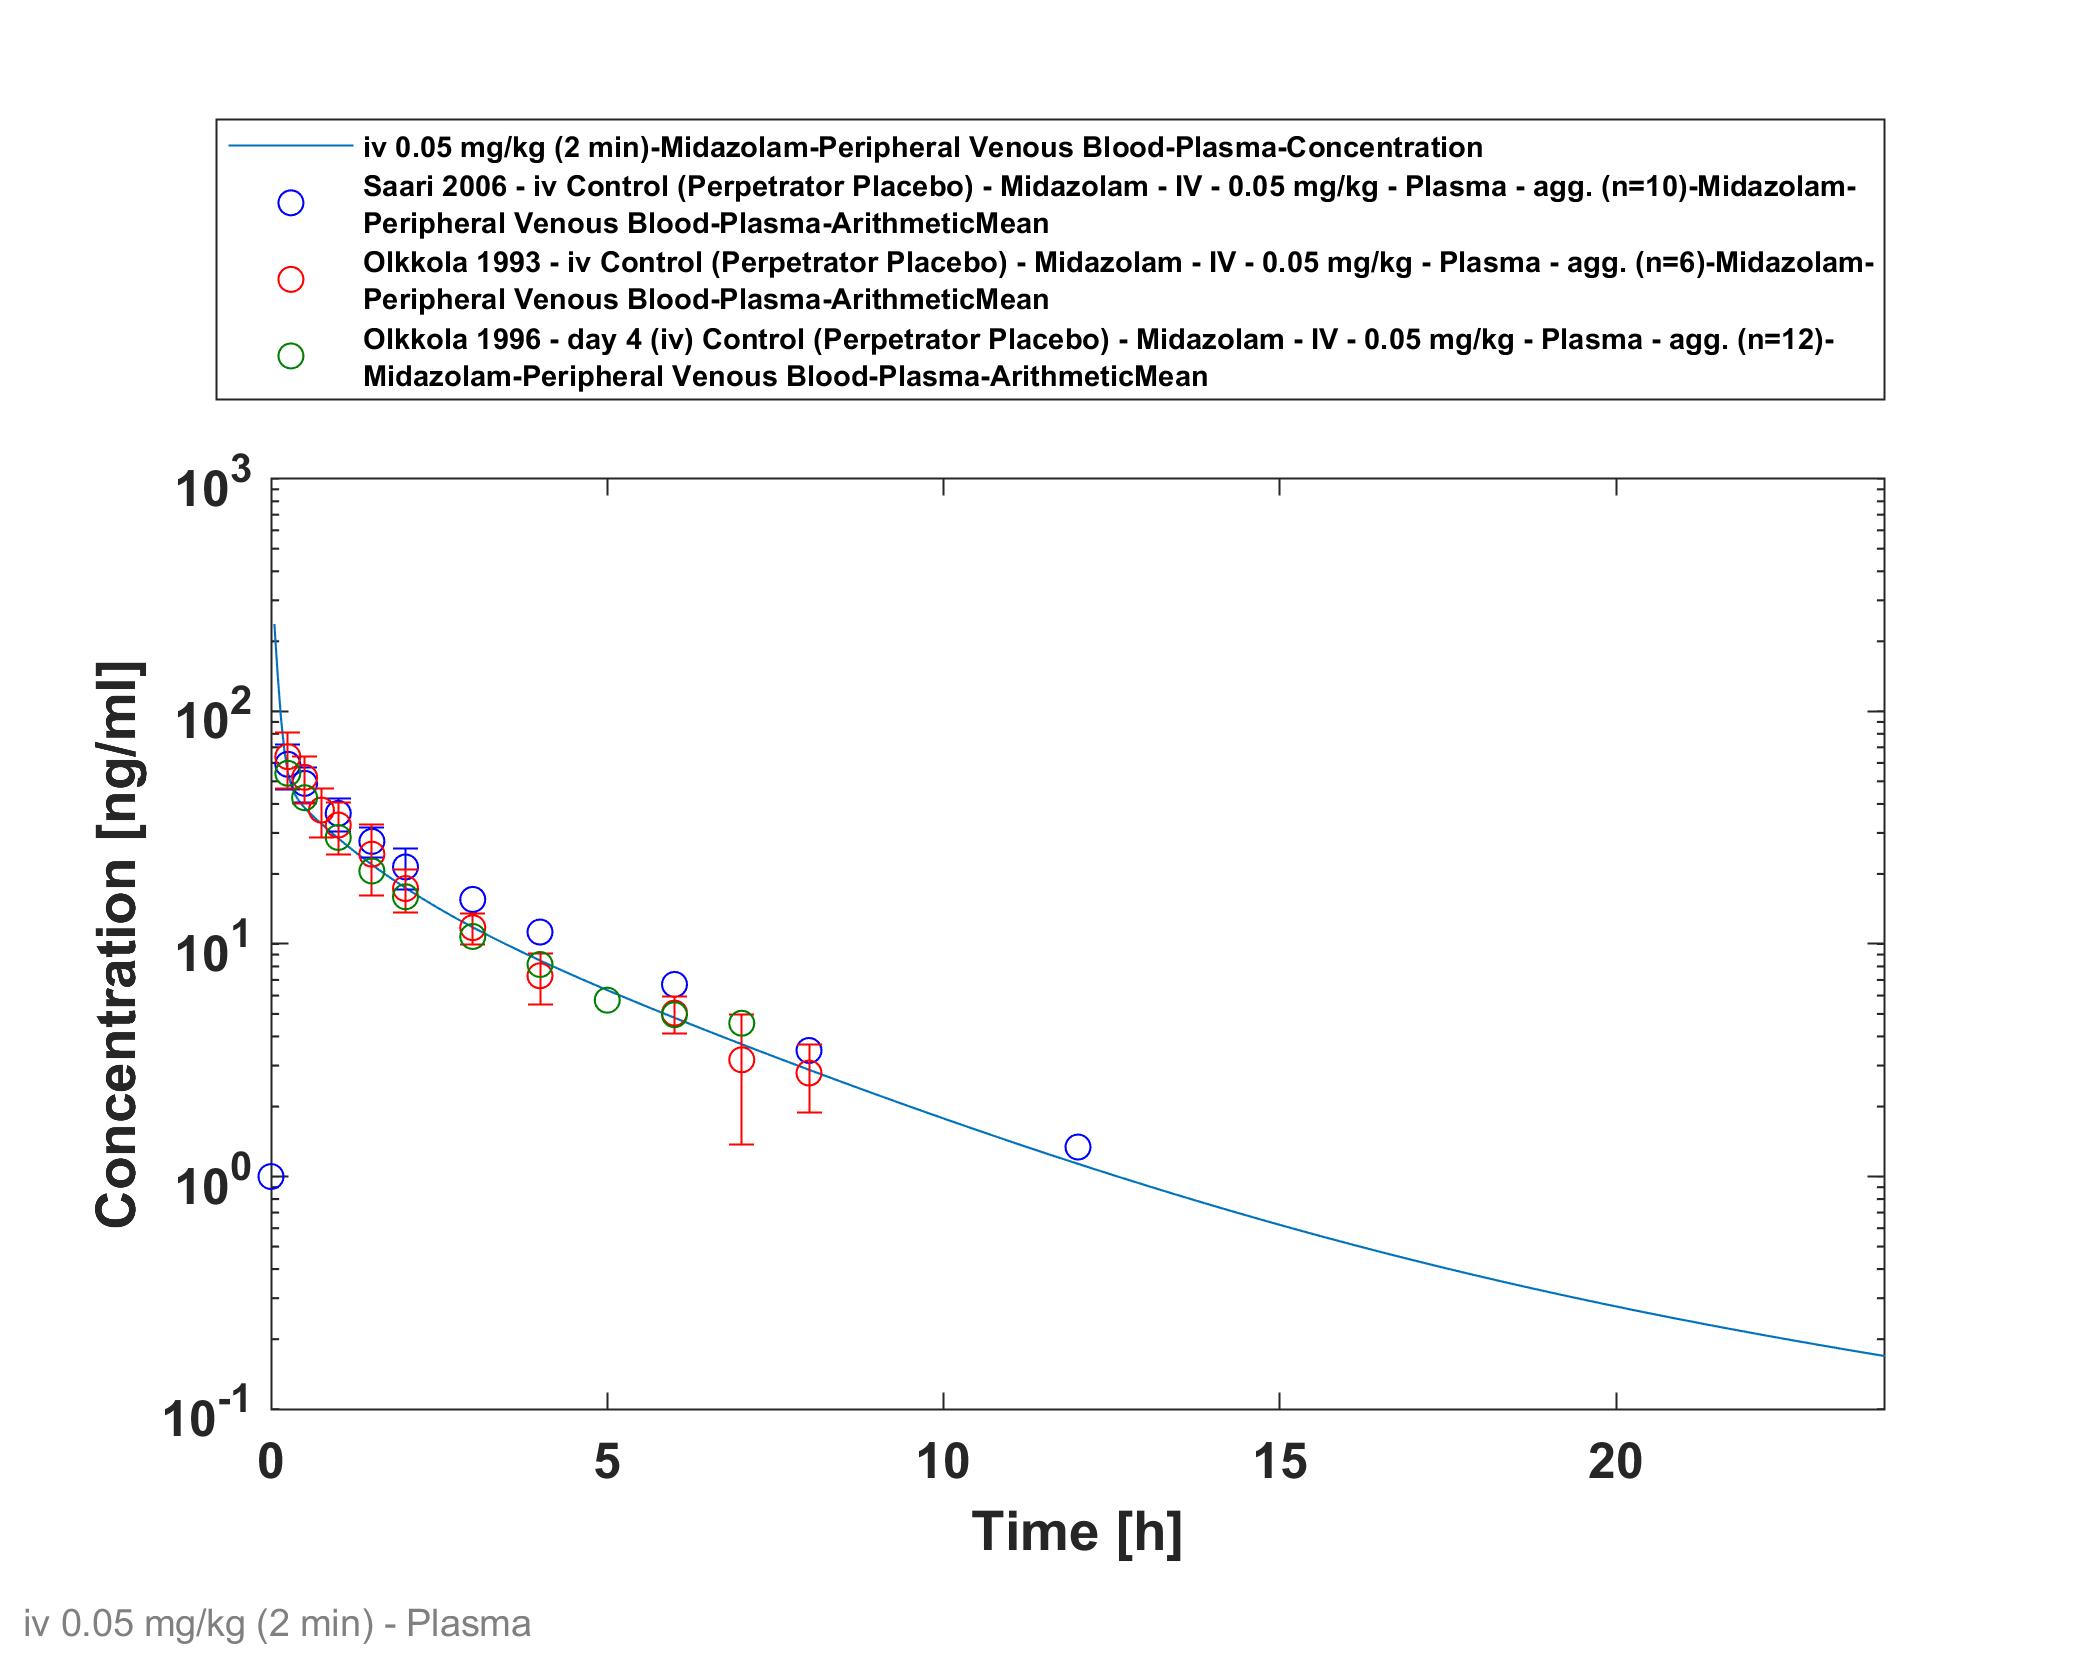 iv 0.05 mg/kg (2 min)-Midazolam-Peripheral Venous Blood-Plasma-Concentration
Saari 2006 - iv Control (Perpetrator Placebo) - Midazolam - IV - 0.05 mg/kg - Plasma - agg. (n=10)-Midazolam-
Peripheral Venous Blood-Plasma-ArithmeticMean
Olkkola 1993 - iv Control (Perpetrator Placebo) - Midazolam - IV - 0.05 mg/kg - Plasma - agg. (n=6)-Midazolam-
Peripheral Venous Blood-Plasma-ArithmeticMean
Olkkola 1996 - day 4 (iv) Control (Perpetrator Placebo) - Midazolam - IV - 0.05 mg/kg - Plasma - agg. (n=12)-
Midazolam-Peripheral Venous Blood-Plasma-ArithmeticMean
10^3
10^2
10^1
10^0
10^-1
Concentration [ng/ml]
0 5 10 15 20
Time [h]
iv 0.05 mg/kg (2 min) - Plasma